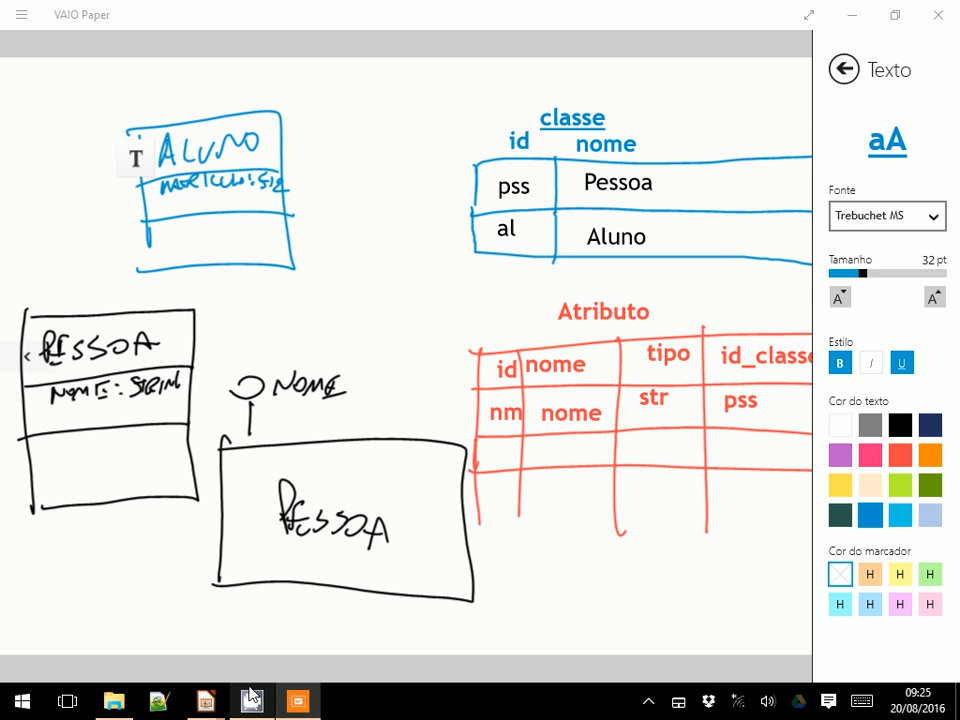 VAIO Paper
Texto
aA
Fonte
Trebuchet MS
Tamanho 32 pt
A A
Estilo
B I U
Cor do texto
Cor do marcador
H H H
H H H H
T ALUNO
classe
id nome
pss Pessoa
al Aluno
PESSOA
NOME: STRIN
NOME
PESSOA
Atributo
id nome tipo id_classe
nm nome str pss
09:25
20/08/2016